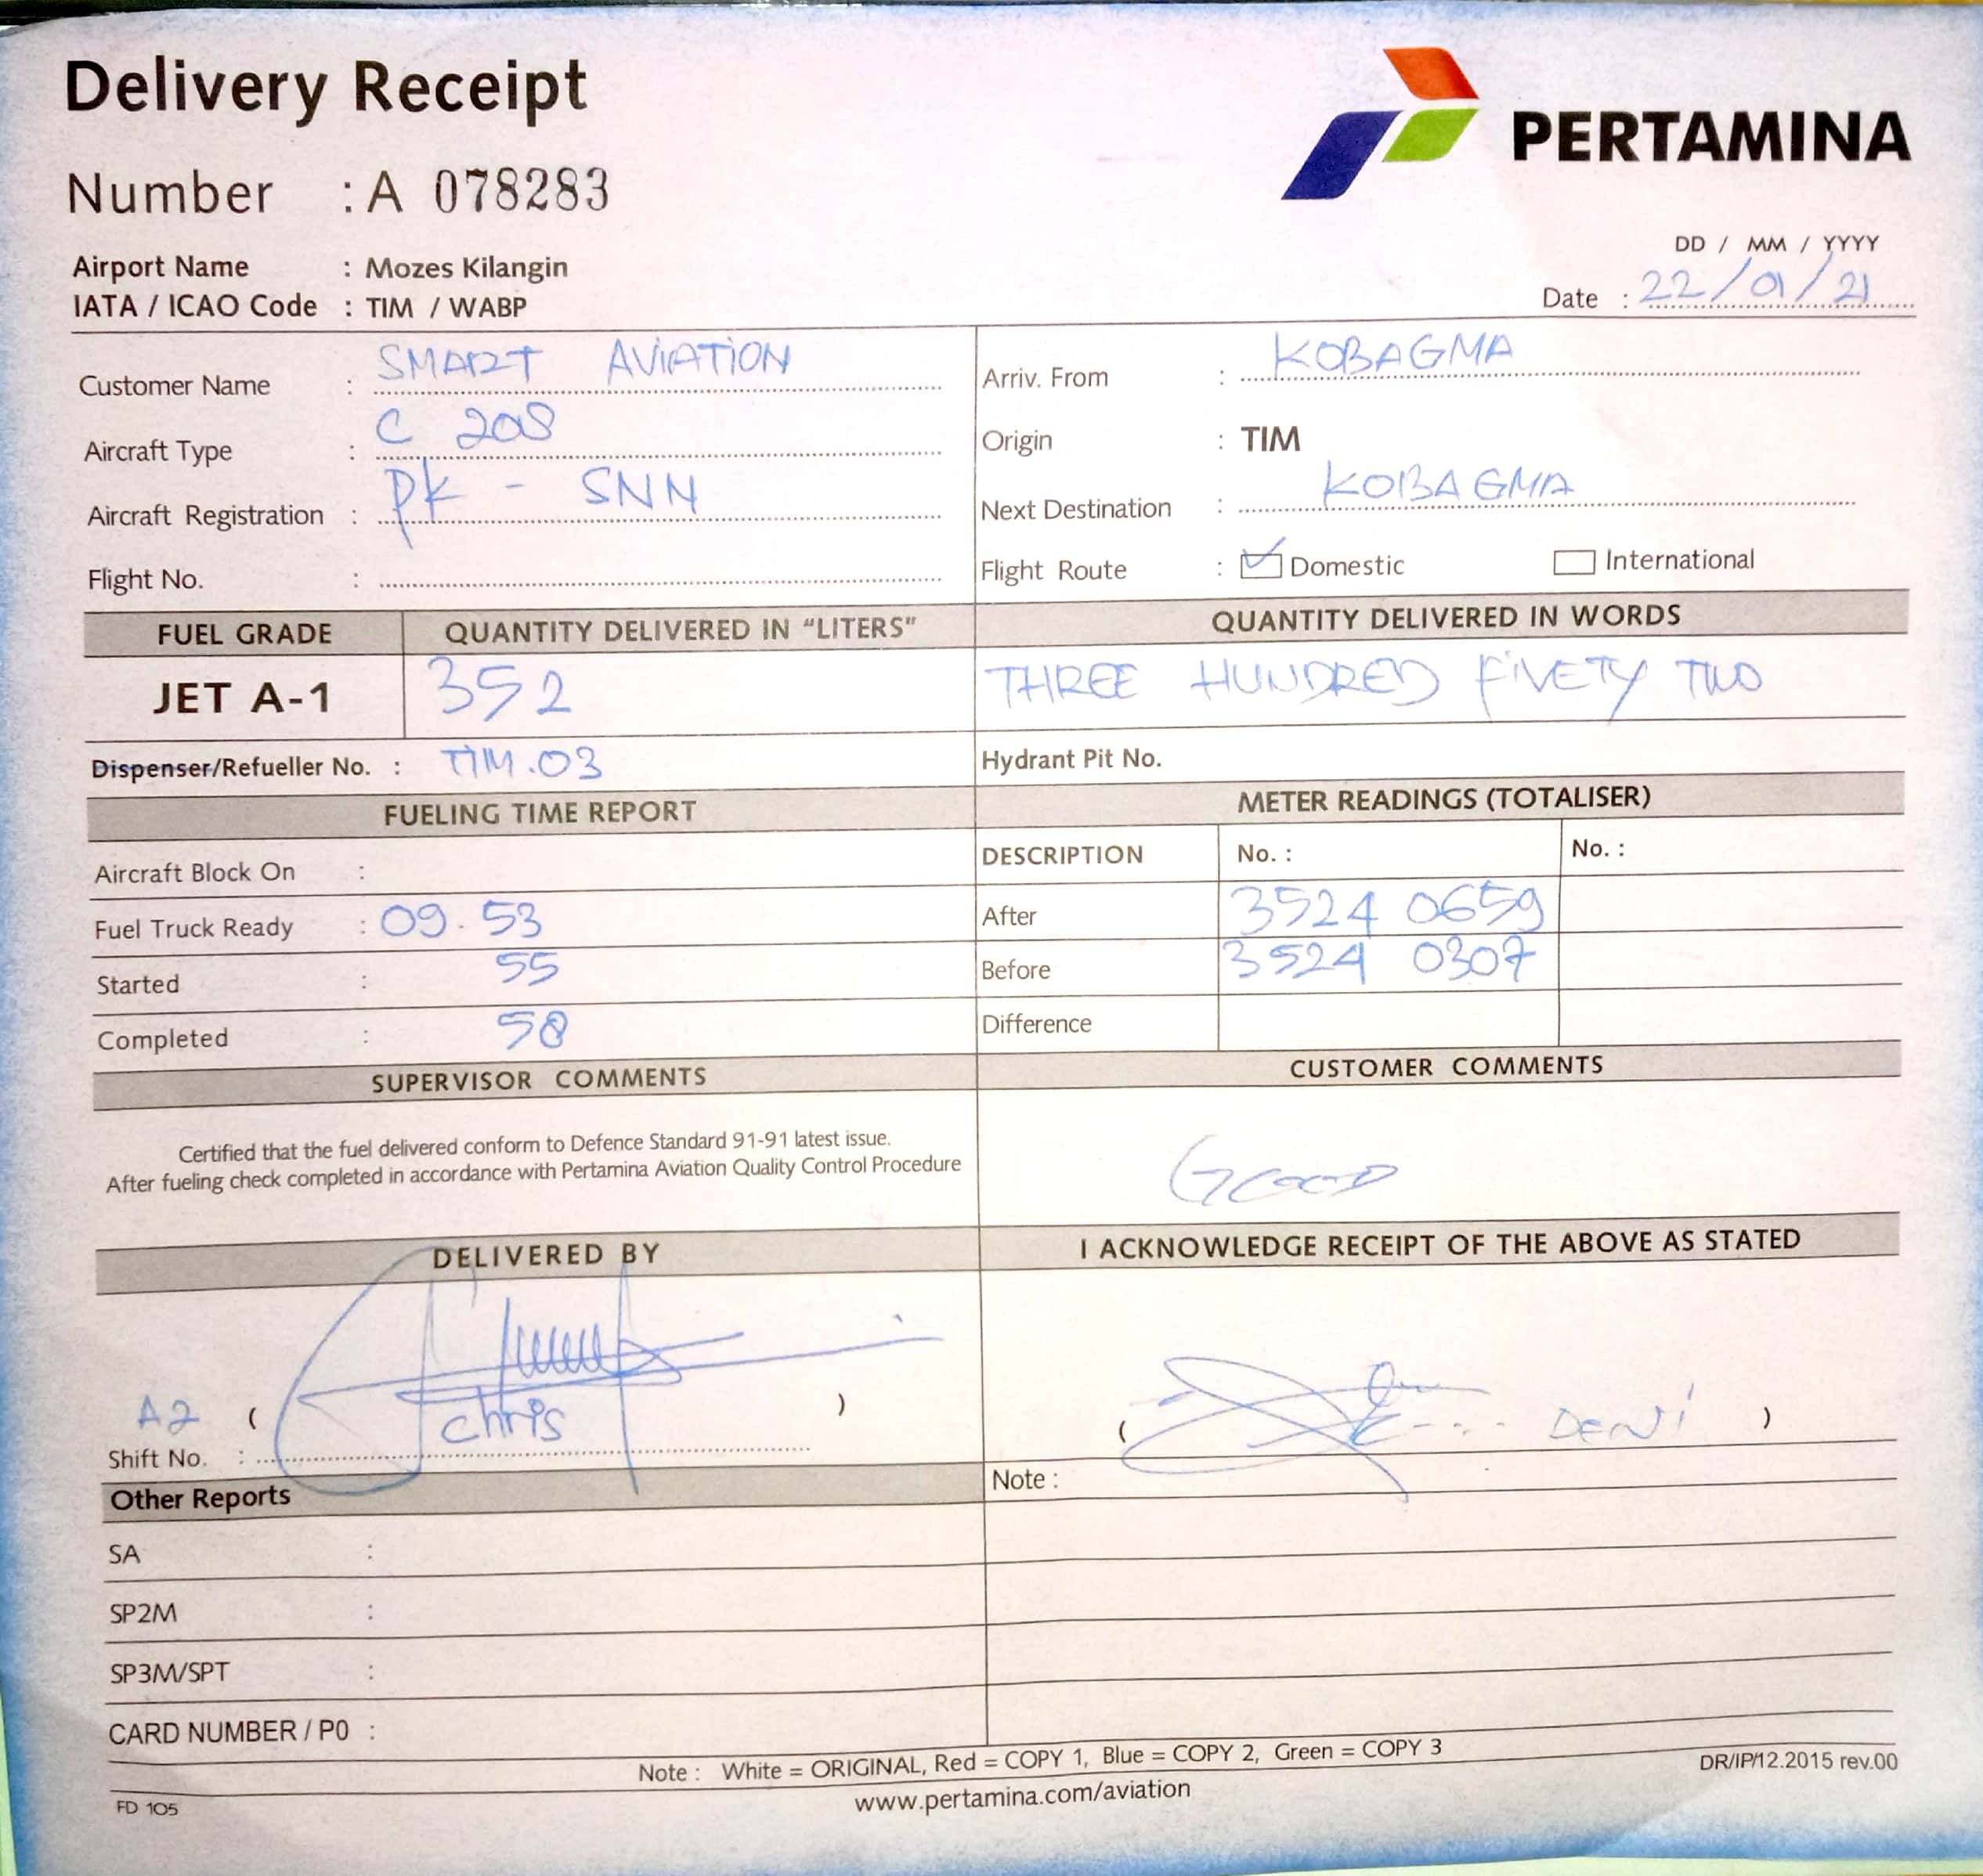 Delivery Receipt
PERTAMINA
Number : A 078283
Airport Name : Mozes Kilangin
IATA / ICAO Code : TIM / WABP
DD / MM / YYYY
Date : 22/01/21
Customer Name : SMART AVIATION
Aircraft Type : C 208
Aircraft Registration : PK - SNN
Flight No. :
Arriv. From : KOBAGMA
Origin : TIM
Next Destination : KOBAGMA
Flight Route : Domestic International
FUEL GRADE QUANTITY DELIVERED IN "LITERS" QUANTITY DELIVERED IN WORDS
JET A-1 352 THREE HUNDRED FIVETY TWO
Dispenser/Refueller No. : TIM.03 Hydrant Pit No.
FUELING TIME REPORT
Aircraft Block On :
Fuel Truck Ready : 09.53
Started : 55
Completed : 58
METER READINGS (TOTALISER)
DESCRIPTION No. : No. :
After 3524 0659
Before 3524 0307
Difference
SUPERVISOR COMMENTS
Certified that the fuel delivered conform to Defence Standard 91-91 latest issue.
After fueling check completed in accordance with Pertamina Aviation Quality Control Procedure
CUSTOMER COMMENTS
GOOD
DELIVERED BY
A2 ( Chris )
Shift No. :
I ACKNOWLEDGE RECEIPT OF THE ABOVE AS STATED
( DENI )
Other Reports
SA :
SP2M :
SP3M/SPT :
CARD NUMBER / P0 :
Note :
Note : White = ORIGINAL, Red = COPY 1, Blue = COPY 2, Green = COPY 3
www.pertamina.com/aviation
DR/IP/12.2015 rev.00
FD 105